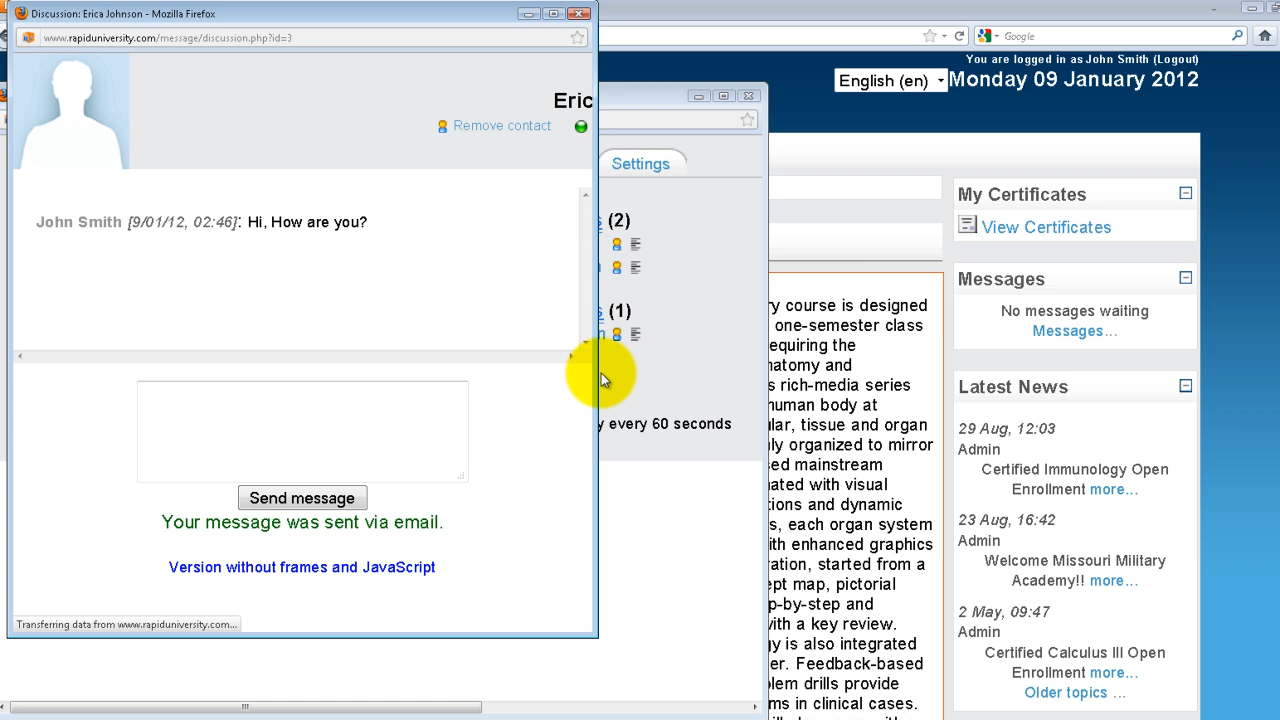 Discussion: Erica Johnson - Mozilla Firefox
www.rapiduniversity.com/message/discussion.php?id=3
Eric
Remove contact
John Smith [9/01/12, 02:46]: Hi, How are you?
Send message
Your message was sent via email.
Version without frames and JavaScript
Transferring data from www.rapiduniversity.com...
Settings
(2)
(1)
y every 60 seconds
Google
You are logged in as John Smith (Logout)
English (en)
Monday 09 January 2012
ry course is designed
one-semester class
equiring the
natomy and
s rich-media series
human body at
lar, tissue and organ
ly organized to mirror
sed mainstream
nated with visual
tions and dynamic
s, each organ system
ith enhanced graphics
ration, started from a
ept map, pictorial
p-by-step and
with a key review.
gy is also integrated
er. Feedback-based
blem drills provide
ms in clinical cases.
My Certificates
View Certificates
Messages
No messages waiting
Messages...
Latest News
29 Aug, 12:03
Admin
Certified Immunology Open
Enrollment more...
23 Aug, 16:42
Admin
Welcome Missouri Military
Academy!! more...
2 May, 09:47
Admin
Certified Calculus III Open
Enrollment more...
Older topics ...